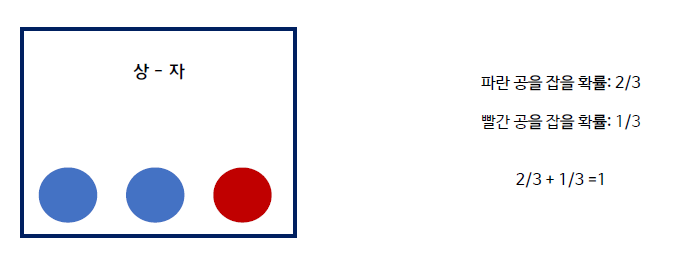 상 - 자
파란 공을 잡을 확률: 2/3
빨간 공을 잡을 확률: 1/3
2/3 + 1/3 =1